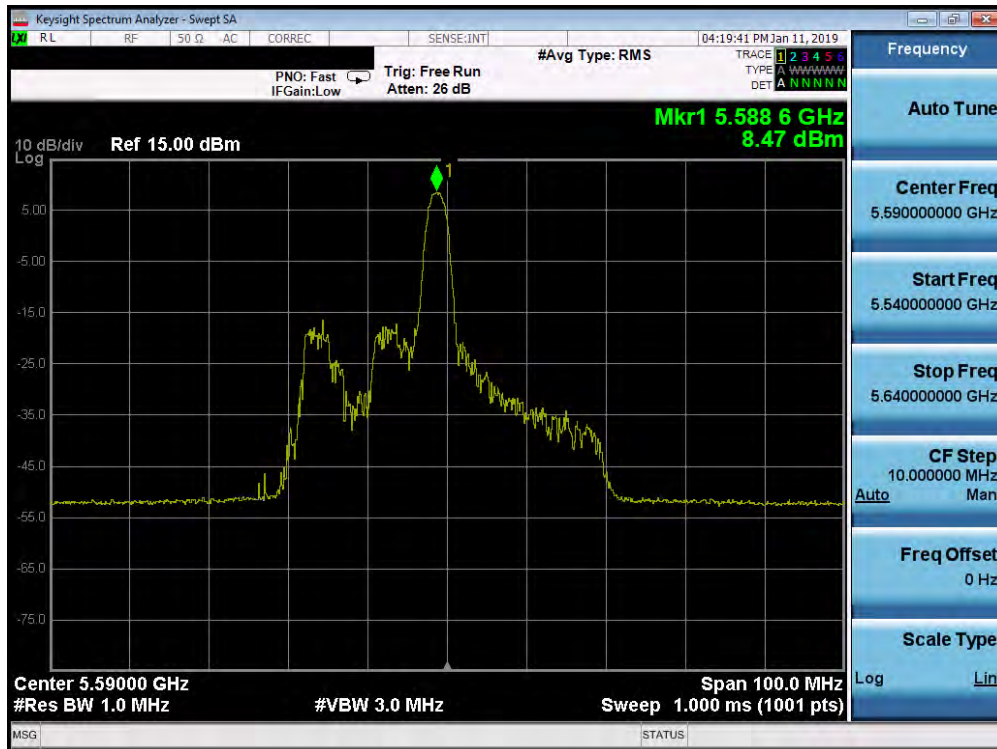 Keysight Spectrum Analyzer - Swept SA
LXI RL RF 50 Ω AC CORREC SENSE:INT 04:19:41 PM Jan 11, 2019
#Avg Type: RMS
TRACE 1 2 3 4 5 6
TYPE A WWWWW
DET A N N N N N
PNO: Fast
IFGain:Low
Trig: Free Run
Atten: 26 dB
Mkr1 5.588 6 GHz
8.47 dBm
10 dB/div
Log
Ref 15.00 dBm
1
5.00
-5.00
-15.0
-25.0
-35.0
-45.0
-55.0
-65.0
-75.0
Center 5.59000 GHz
Span 100.0 MHz
#Res BW 1.0 MHz
#VBW 3.0 MHz
Sweep 1.000 ms (1001 pts)
MSG
STATUS
Frequency
Auto Tune
Center Freq
5.590000000 GHz
Start Freq
5.540000000 GHz
Stop Freq
5.640000000 GHz
CF Step
10.000000 MHz
Auto Man
Freq Offset
0 Hz
Scale Type
Log Lin